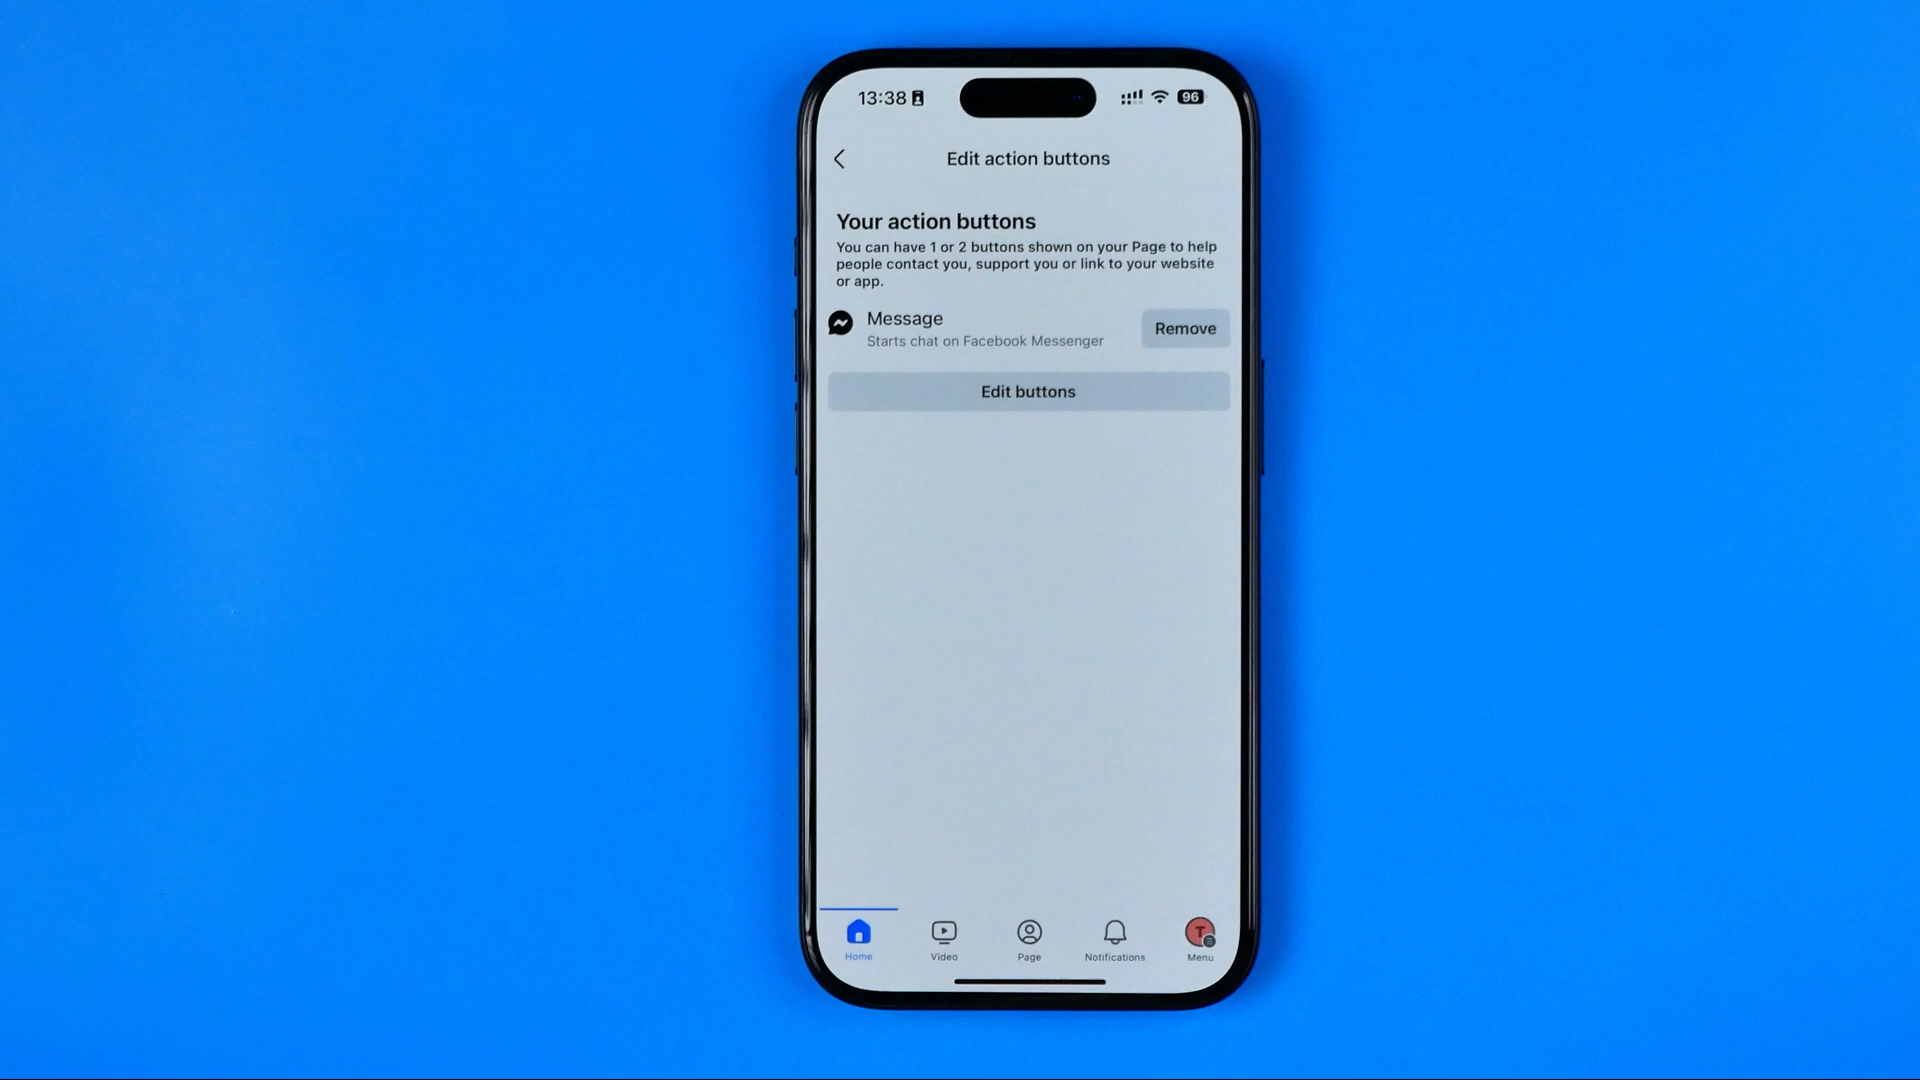 13:38
96
Edit action buttons
Your action buttons
You can have 1 or 2 buttons shown on your Page to help
people contact you, support you or link to your website
or app.
Message
Starts chat on Facebook Messenger
Remove
Edit buttons
T
Home
Video
Page
Notifications
Menu